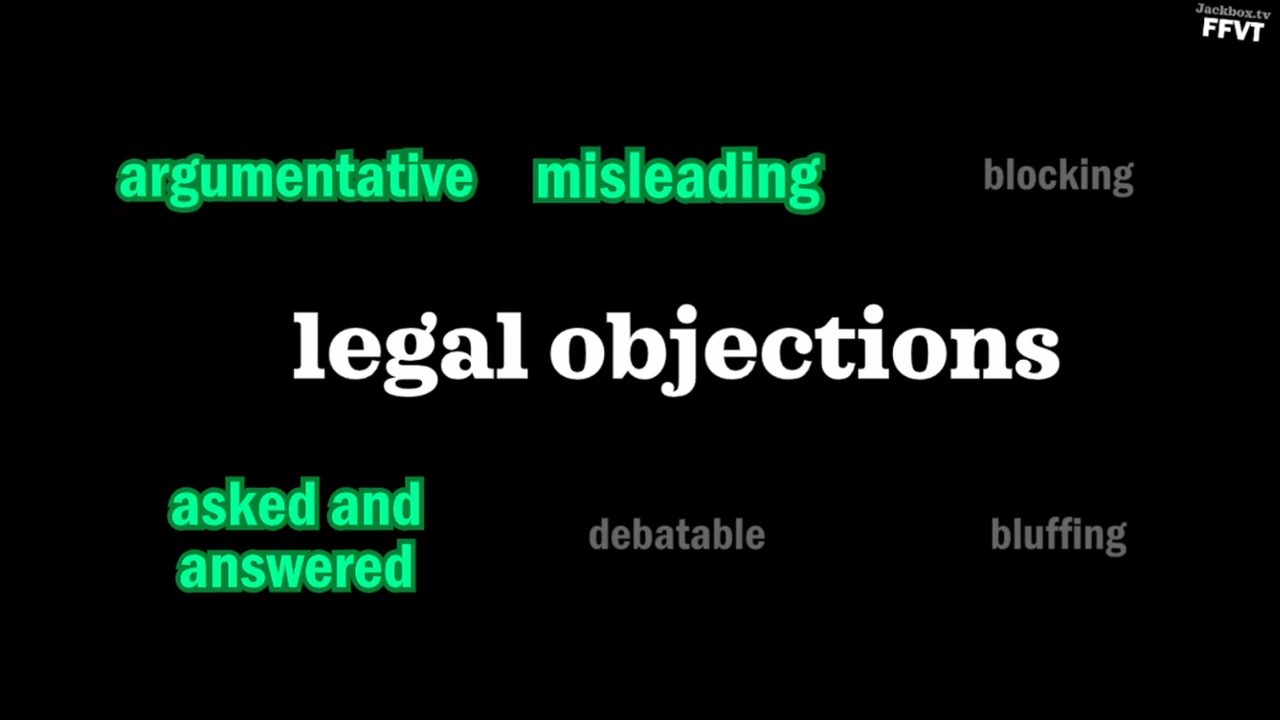 Jackbox.tv
FFVT
argumentative misleading blocking
legal objections
asked and
answered
debatable
bluffing